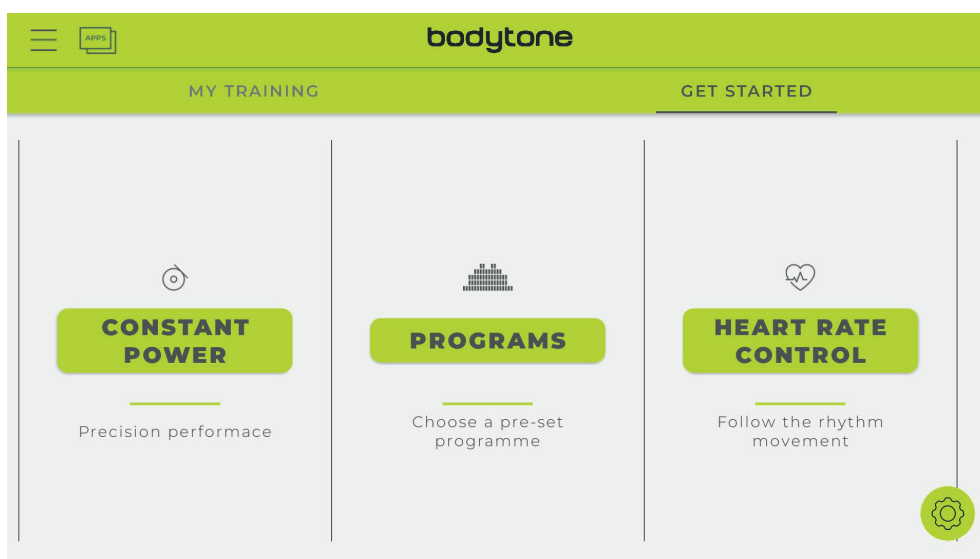 APPS
bodytone
MY TRAINING
GET STARTED
CONSTANT
POWER
Precision performace
PROGRAMS
Choose a pre-set
programme
HEART RATE
CONTROL
Follow the rhythm
movement